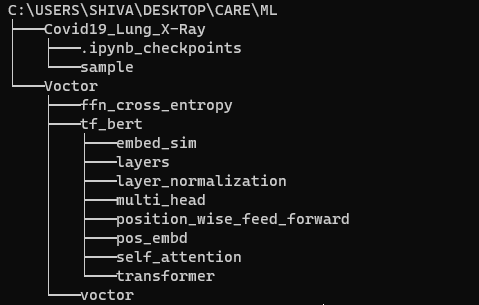 C:\USERS\SHIVA\DESKTOP\CARE\ML
├───Covid19_Lung_X-Ray
│   ├───.ipynb_checkpoints
│   └───sample
└───Voctor
    ├───ffn_cross_entropy
    ├───tf_bert
    │   ├───embed_sim
    │   ├───layers
    │   ├───layer_normalization
    │   ├───multi_head
    │   ├───position_wise_feed_forward
    │   ├───pos_embd
    │   ├───self_attention
    │   └───transformer
    └───voctor